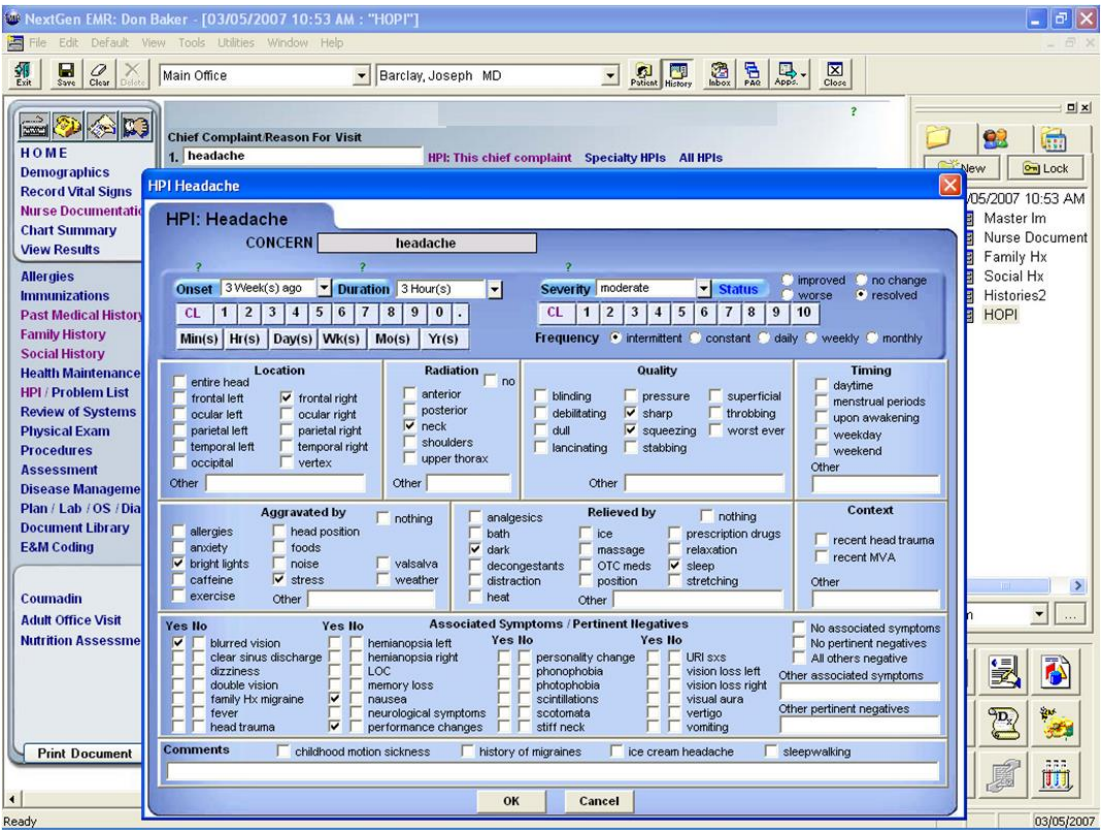 NextGen EMR: Don Baker - [03/05/2007 10:53 AM : "HOPI"]
File Edit Default View Tools Utilities Window Help
Exit Save Clear Delete Main Office Barclay, Joseph MD Patient History Inbox PAQ Apps. Close
?
Chief Complaint/Reason For Visit
1. headache HPI: This chief complaint Specialty HPIs All HPIs
HOME
Demographics
Record Vital Signs
Nurse Documentatio
Chart Summary
View Results
Allergies
Immunizations
Past Medical History
Family History
Social History
Health Maintenance
HPI / Problem List
Review of Systems
Physical Exam
Procedures
Assessment
Disease Manageme
Plan / Lab / OS / Dia
Document Library
E&M Coding
Coumadin
Adult Office Visit
Nutrition Assessme
Print Document
New Lock
/05/2007 10:53 AM
Master Im
Nurse Document
Family Hx
Social Hx
Histories2
HOPI
HPI Headache
HPI: Headache
CONCERN headache
? ? ?
Onset 3 Week(s) ago Duration 3 Hour(s) Severity moderate Status improved no change
worse resolved
CL 1 2 3 4 5 6 7 8 9 0 . CL 1 2 3 4 5 6 7 8 9 10
Min(s) Hr(s) Day(s) Wk(s) Mo(s) Yr(s) Frequency intermittent constant daily weekly monthly
Location
entire head
frontal left frontal right
ocular left ocular right
parietal left parietal right
temporal left temporal right
occipital vertex
Other
Radiation no
anterior
posterior
neck
shoulders
upper thorax
Other
Quality
blinding pressure superficial
debilitating sharp throbbing
dull squeezing worst ever
lancinating stabbing
Other
Timing
daytime
menstrual periods
upon awakening
weekday
weekend
Other
Aggravated by nothing
allergies head position
anxiety foods
bright lights noise valsalva
caffeine stress weather
exercise Other
Relieved by nothing
analgesics
bath ice prescription drugs
dark massage relaxation
decongestants OTC meds sleep
distraction position stretching
heat Other
Context
recent head trauma
recent MVA
Other
Associated Symptoms / Pertinent Negatives
Yes No Yes No Yes No Yes No
blurred vision hemianopsia left
clear sinus discharge hemianopsia right personality change URI sxs
dizziness LOC phonophobia vision loss left
double vision memory loss photophobia vision loss right
family Hx migraine nausea scintillations visual aura
fever neurological symptoms scotomata vertigo
head trauma performance changes stiff neck vomiting
No associated symptoms
No pertinent negatives
All others negative
Other associated symptoms
Other pertinent negatives
Comments childhood motion sickness history of migraines ice cream headache sleepwalking
OK Cancel
Ready 03/05/2007